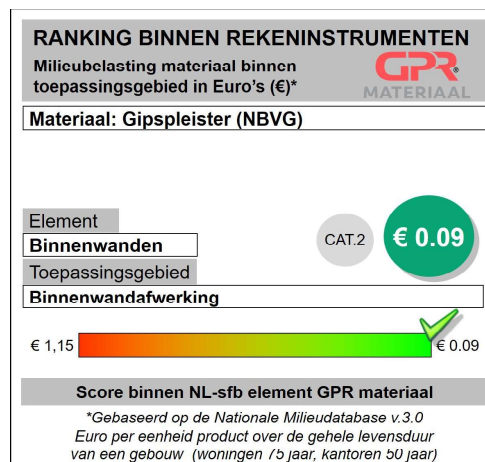 RANKING BINNEN REKENINSTRUMENTEN
Milieubelasting materiaal binnen
toepassingsgebied in Euro's (€)*
GPR®
MATERIAAL
Materiaal: Gipspleister (NBVG)
Element
Binnenwanden
CAT.2
€ 0.09
Toepassingsgebied
Binnenwandafwerking
€ 1,15
€ 0.09
Score binnen NL-sfb element GPR materiaal
*Gebaseerd op de Nationale Milieudatabase v.3.0
Euro per eenheid product over de gehele levensduur
van een gebouw (woningen 75 jaar, kantoren 50 jaar)